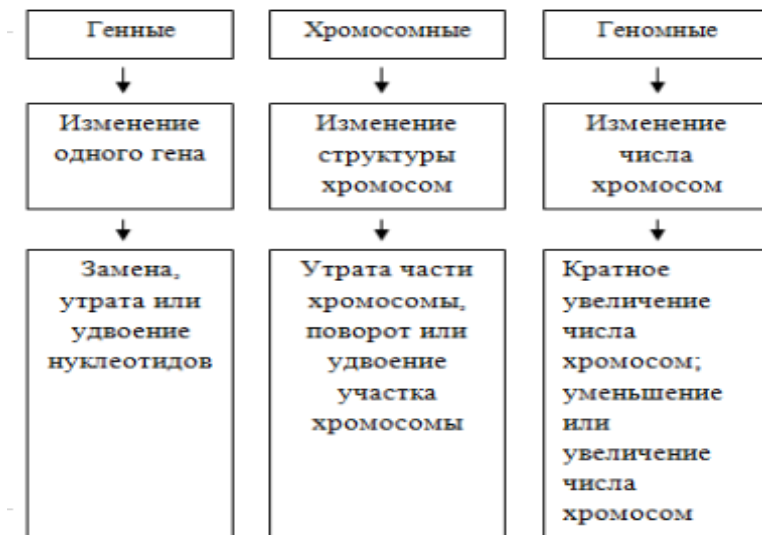 Генные
Изменение
одного гена
Замена,
утрата или
удвоение
нуклеотидов
Хромосомные
Изменение
структуры
хромосом
Утрата части
хромосомы,
поворот или
удвоение
участка
хромосомы
Геномные
Изменение
числа
хромосом
Кратное
увеличение
числа
хромосом;
уменьшение
или
увеличение
числа
хромосом